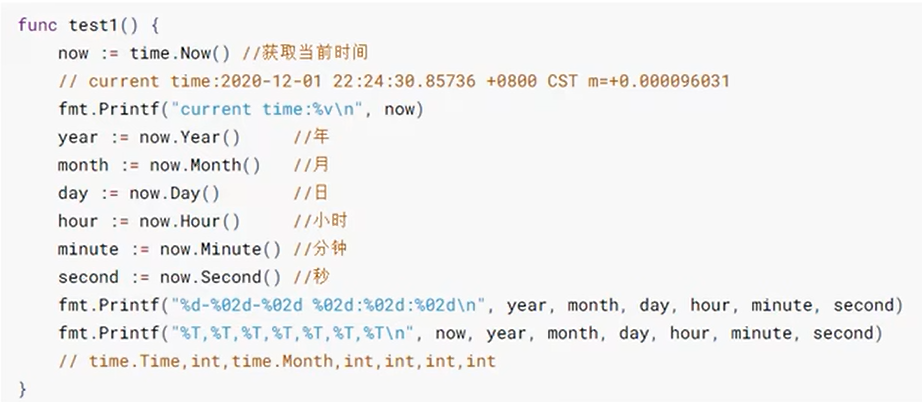 func test1() {
    now := time.Now() //获取当前时间
    // current time:2020-12-01 22:24:30.85736 +0800 CST m=+0.000096031
    fmt.Printf("current time:%v\n", now)
    year := now.Year()     //年
    month := now.Month()   //月
    day := now.Day()       //日
    hour := now.Hour()     //小时
    minute := now.Minute() //分钟
    second := now.Second() //秒
    fmt.Printf("%d-%02d-%02d %02d:%02d:%02d\n", year, month, day, hour, minute, second)
    fmt.Printf("%T,%T,%T,%T,%T,%T,%T\n", now, year, month, day, hour, minute, second)
    // time.Time,int,time.Month,int,int,int,int
}